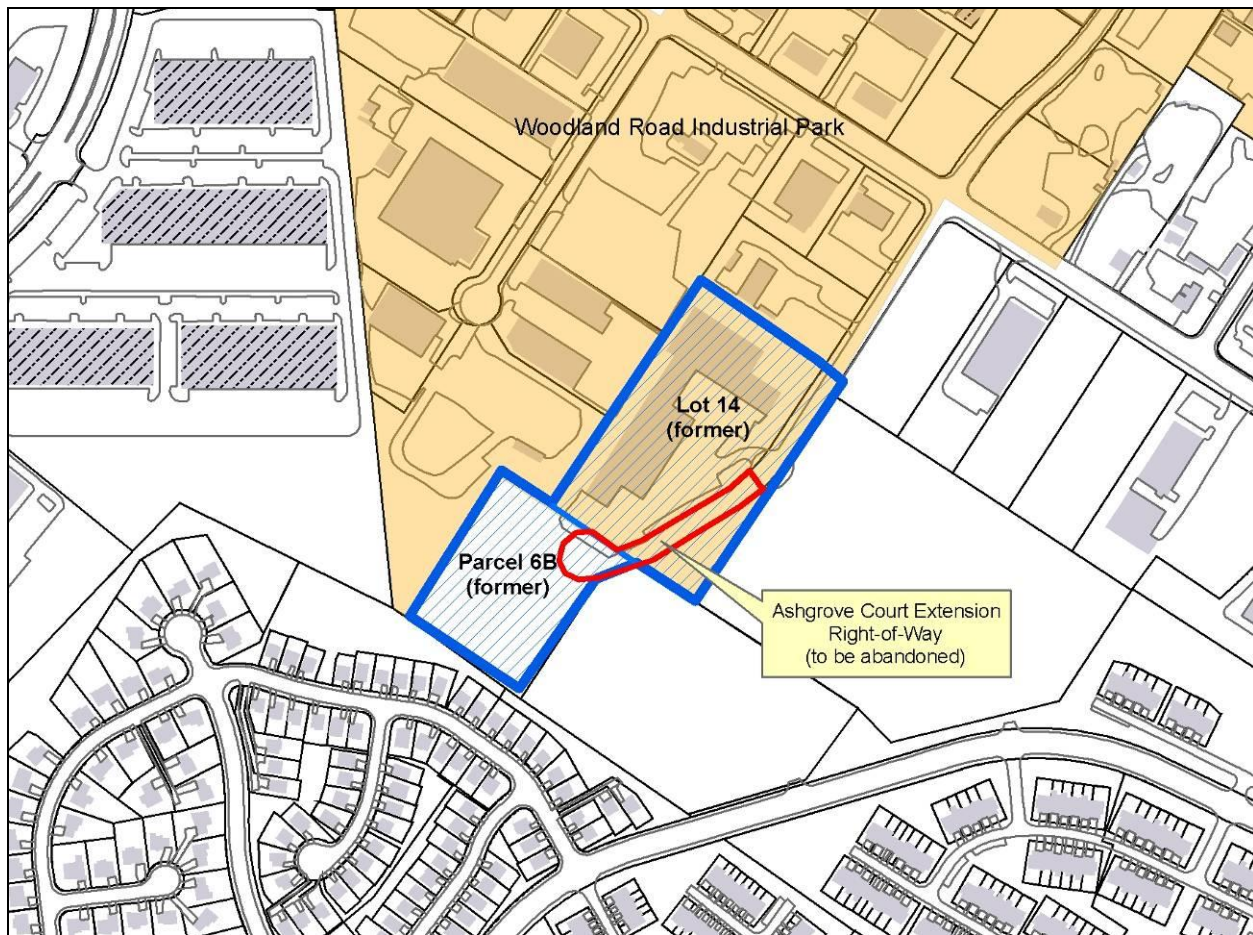 Woodland Road Industrial Park
Lot 14
(former)
Parcel 6B
(former)
Ashgrove Court Extension
Right-of-Way
(to be abandoned)